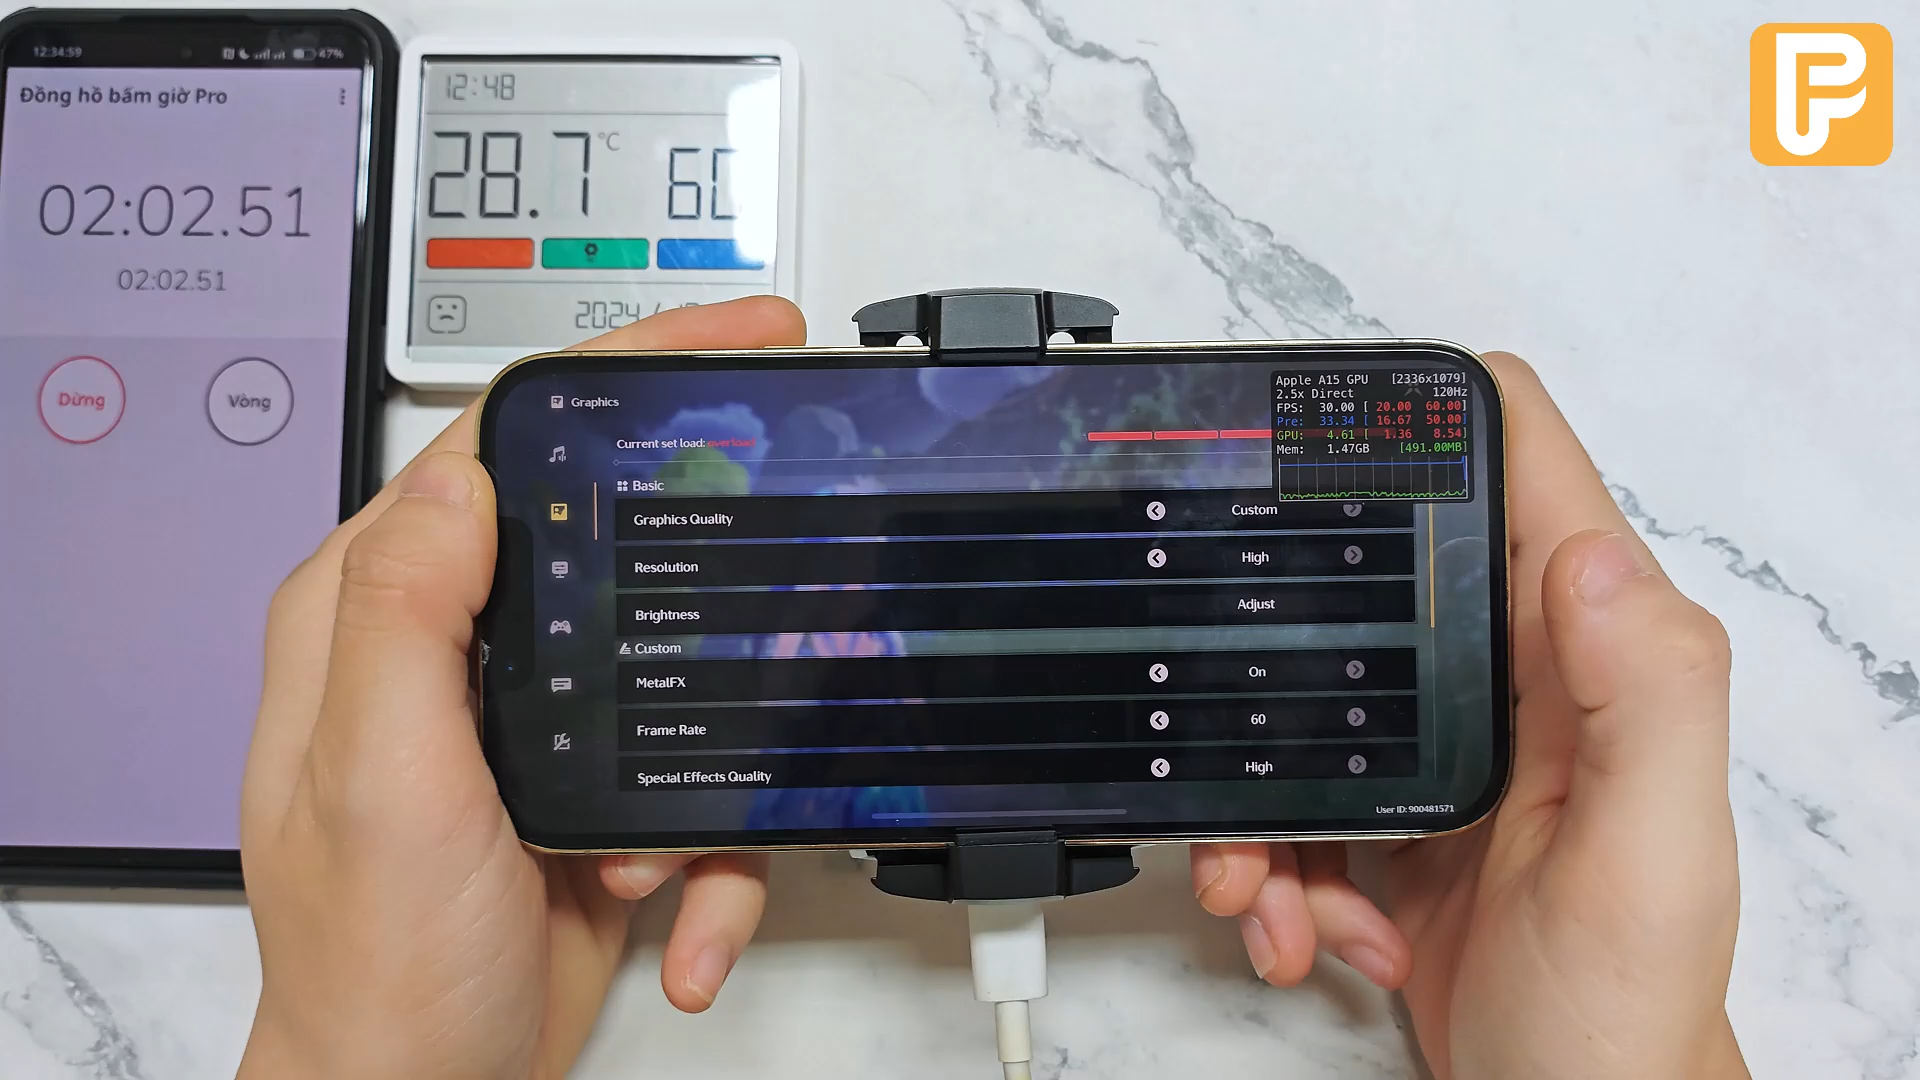 12:34:59
47%
Đồng hồ bấm giờ Pro
02:02.51
02:02.51
Dừng
Vòng
12:48
28.7 °C
60
2024
Graphics
Current set load: overload
Basic
Graphics Quality
Custom
Resolution
High
Brightness
Adjust
Custom
MetalFX
On
Frame Rate
60
Special Effects Quality
High
User ID: 900481571
Apple A15 GPU [2336x1079]
2.5x Direct 120Hz
FPS: 30.00 [ 20.00 60.00]
Pre: 33.34 [ 16.67 50.00]
GPU: 4.61 [ 1.36 8.54]
Mem: 1.47GB [491.00MB]